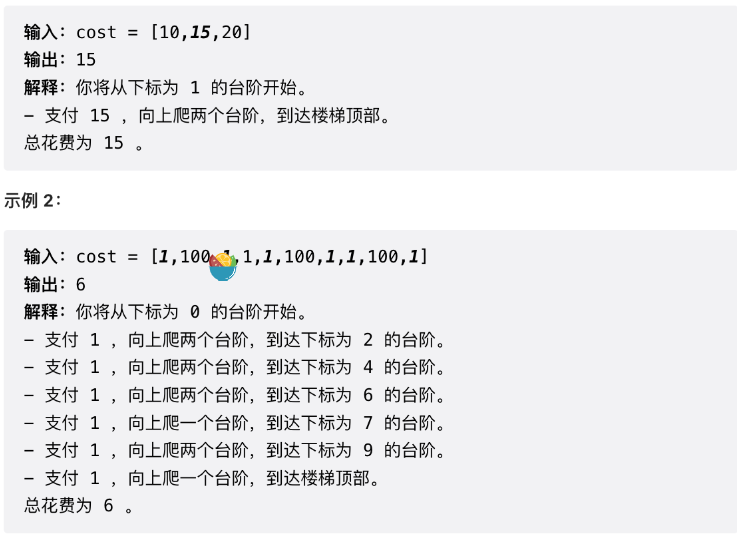 输入：cost = [10,15,20]
输出：15
解释：你将从下标为 1 的台阶开始。
- 支付 15 ，向上爬两个台阶，到达楼梯顶部。
总花费为 15 。
示例 2：
输入：cost = [1,100,1,1,1,100,1,1,100,1]
输出：6
解释：你将从下标为 0 的台阶开始。
- 支付 1 ，向上爬两个台阶，到达下标为 2 的台阶。
- 支付 1 ，向上爬两个台阶，到达下标为 4 的台阶。
- 支付 1 ，向上爬两个台阶，到达下标为 6 的台阶。
- 支付 1 ，向上爬一个台阶，到达下标为 7 的台阶。
- 支付 1 ，向上爬两个台阶，到达下标为 9 的台阶。
- 支付 1 ，向上爬一个台阶，到达楼梯顶部。
总花费为 6 。